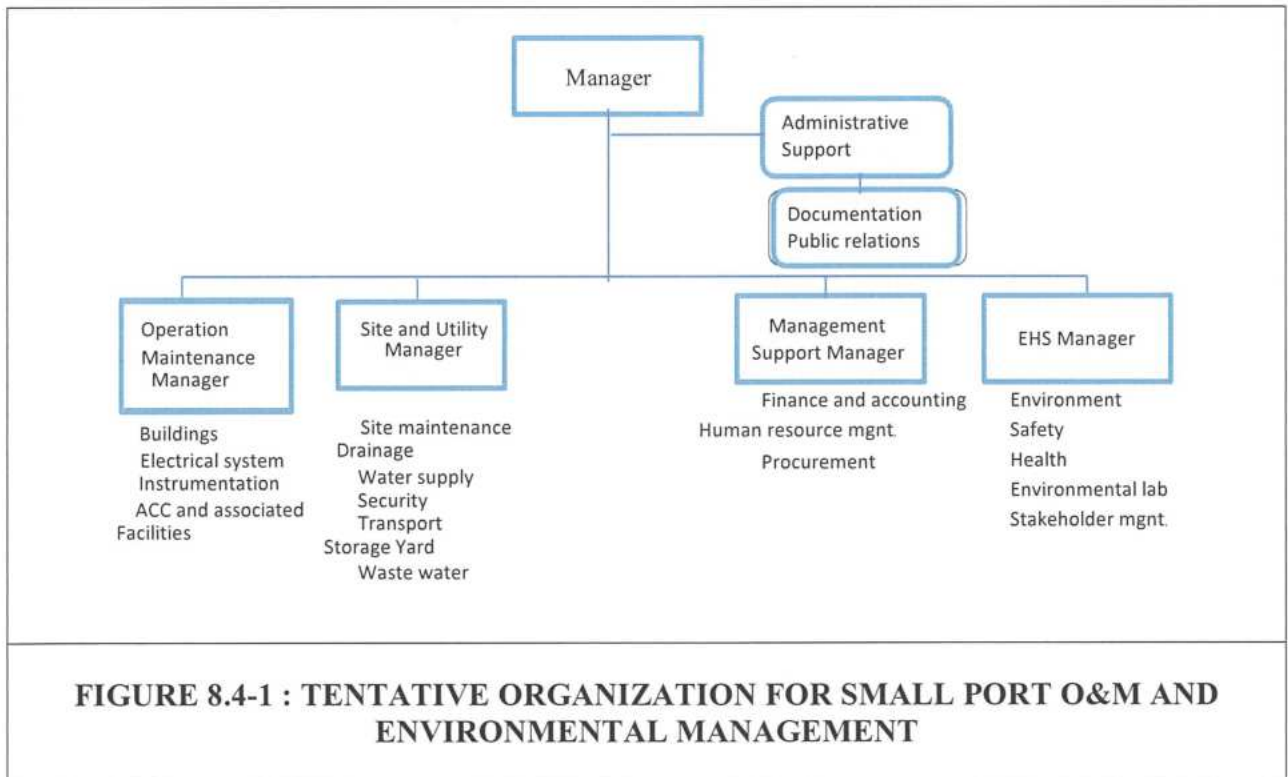 Manager
Administrative
Support
Documentation
Public relations
Operation
Maintenance
Manager
Buildings
Electrical system
Instrumentation
ACC and associated
Facilities
Site and Utility
Manager
Site maintenance
Drainage
Water supply
Security
Transport
Storage Yard
Waste water
Management
Support Manager
Finance and accounting
Human resource mgnt.
Procurement
EHS Manager
Environment
Safety
Health
Environmental lab
Stakeholder mgnt.
FIGURE 8.4-1 : TENTATIVE ORGANIZATION FOR SMALL PORT O&M AND
ENVIRONMENTAL MANAGEMENT